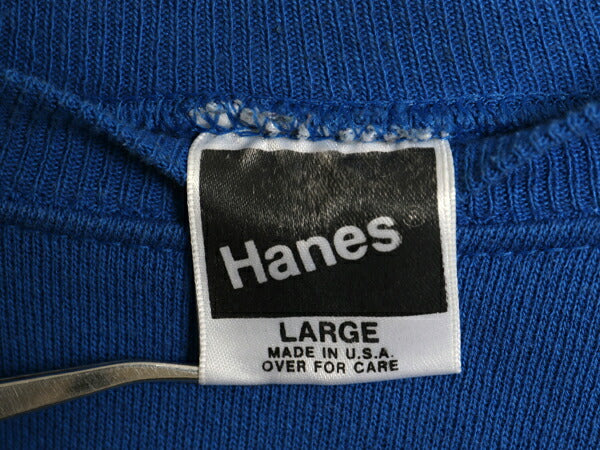 Hanes®
LARGE
MADE IN U.S.A.
OVER FOR CARE